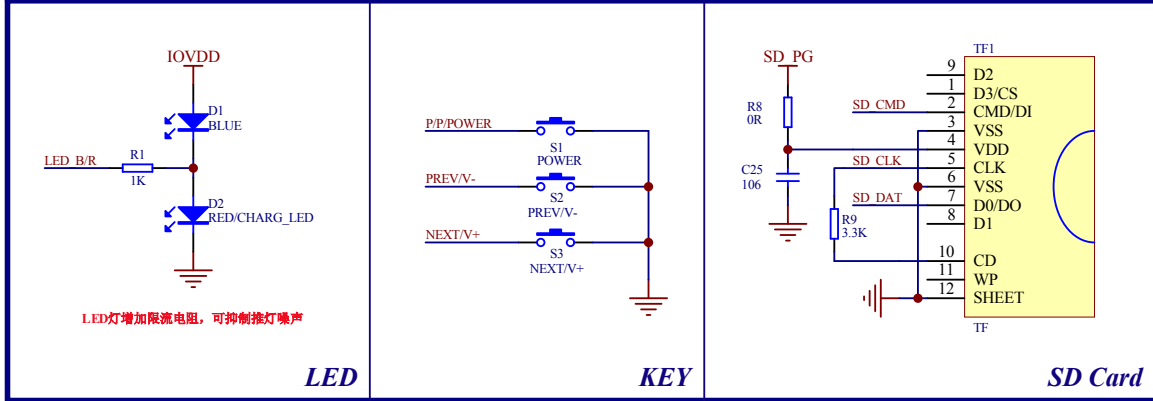 IOVDD
D1
BLUE
LED_B/R
R1
1K
D2
RED/CHARG_LED
LED灯增加限流电阻，可抑制推灯噪声
LED
P/P/POWER
S1
POWER
PREV/V-
S2
PREV/V-
NEXT/V+
S3
NEXT/V+
KEY
SD_PG
R8
0R
C25
106
SD_CMD
SD_CLK
SD_DAT
R9
3.3K
TF1
9 D2
1 D3/CS
2 CMD/DI
3 VSS
4 VDD
5 CLK
6 VSS
7 D0/DO
8 D1
10 CD
11 WP
12 SHEET
TF
SD Card